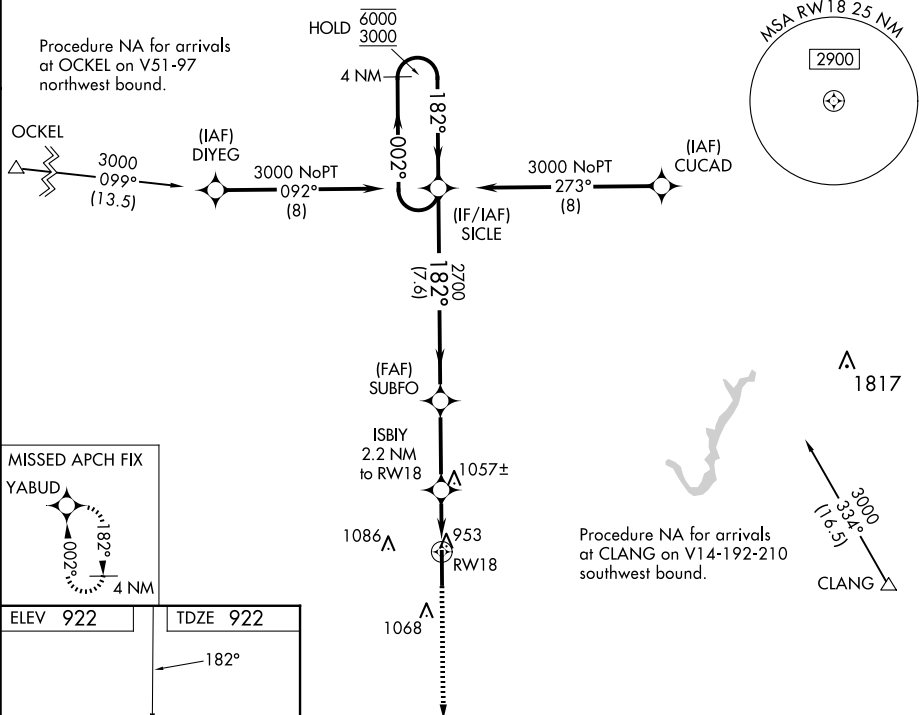 Procedure NA for arrivals
at OCKEL on V51-97
northwest bound.
HOLD 6000
3000
4 NM
182°
002°
MSA RW18 25 NM
2900
OCKEL
3000
099°
(13.5)
(IAF)
DIYEG
3000 NoPT
092°
(8)
3000 NoPT
273°
(8)
(IAF)
CUCAD
(IF/IAF)
SICLE
2700
182°
(7.6)
(FAF)
SUBFO
ISBIY
2.2 NM
to RW18
1057±
1086
953
RW18
1068
1817
3000
334°
(16.5)
CLANG
Procedure NA for arrivals
at CLANG on V14-192-210
southwest bound.
MISSED APCH FIX
YABUD
182°
002°
4 NM
ELEV 922
TDZE 922
182°